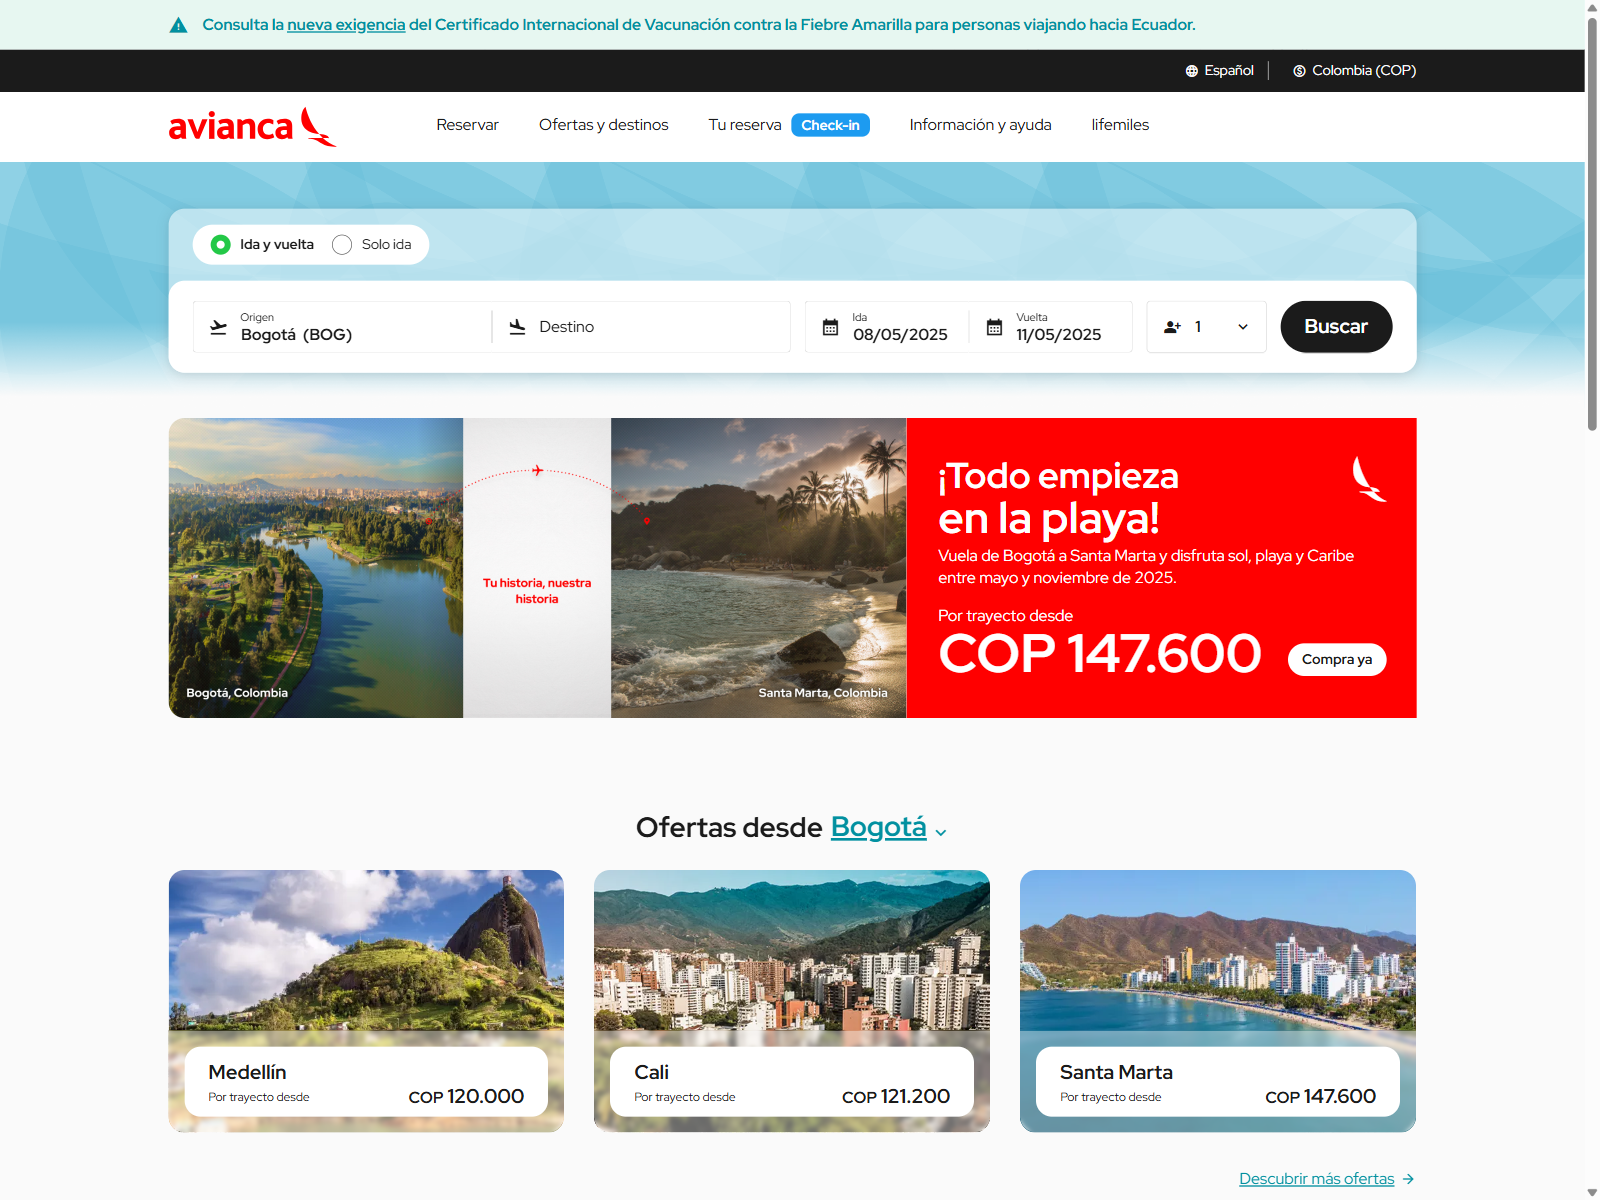 Consulta la nueva exigencia del Certificado Internacional de Vacunación contra la Fiebre Amarilla para personas viajando hacia Ecuador.
Español
Colombia (COP)
avianca
Reservar
Ofertas y destinos
Tu reserva
Check-in
Información y ayuda
lifemiles
Ida y vuelta
Solo ida
Origen
Bogotá (BOG)
Destino
Ida
08/05/2025
Vuelta
11/05/2025
1
Buscar
Tu historia, nuestra
historia
Bogotá, Colombia
Santa Marta, Colombia
¡Todo empieza
en la playa!
Vuela de Bogotá a Santa Marta y disfruta sol, playa y Caribe
entre mayo y noviembre de 2025.
Por trayecto desde
COP 147.600
Compra ya
Ofertas desde Bogotá
Medellín
Por trayecto desde
COP 120.000
Cali
Por trayecto desde
COP 121.200
Santa Marta
Por trayecto desde
COP 147.600
Descubrir más ofertas